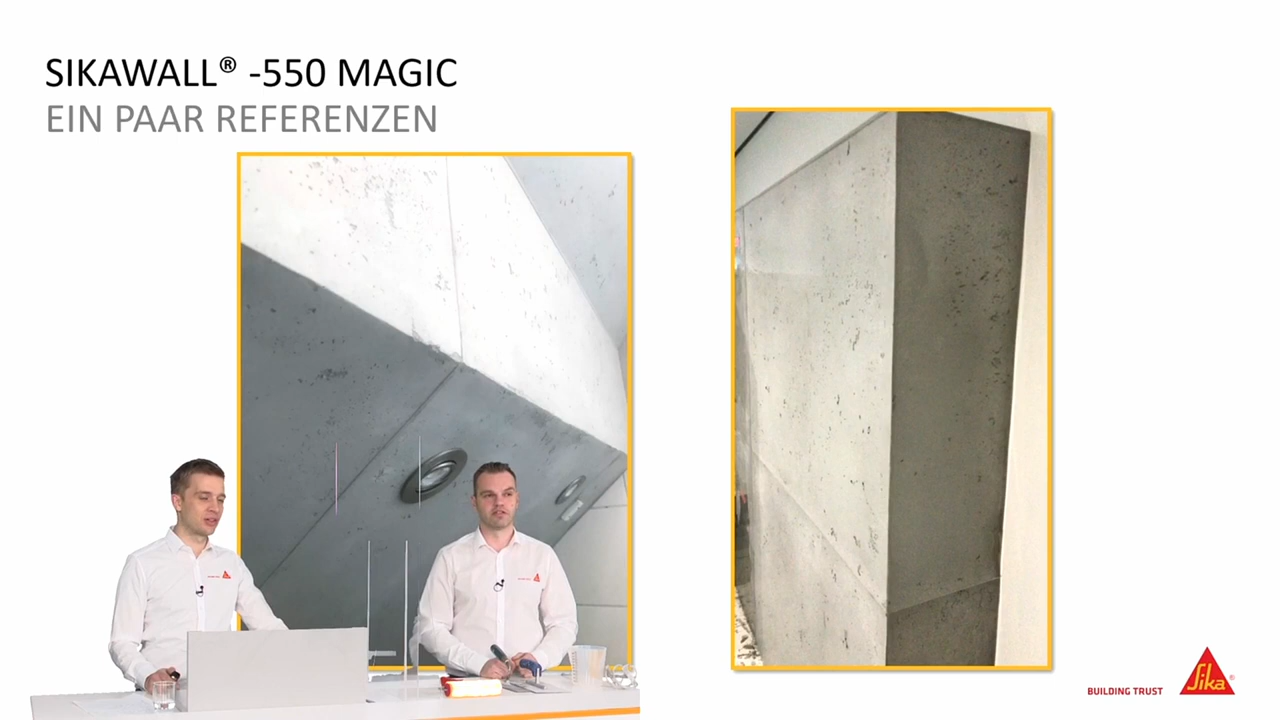 SIKAWALL® -550 MAGIC
EIN PAAR REFERENZEN
BUILDING TRUST
Sika®